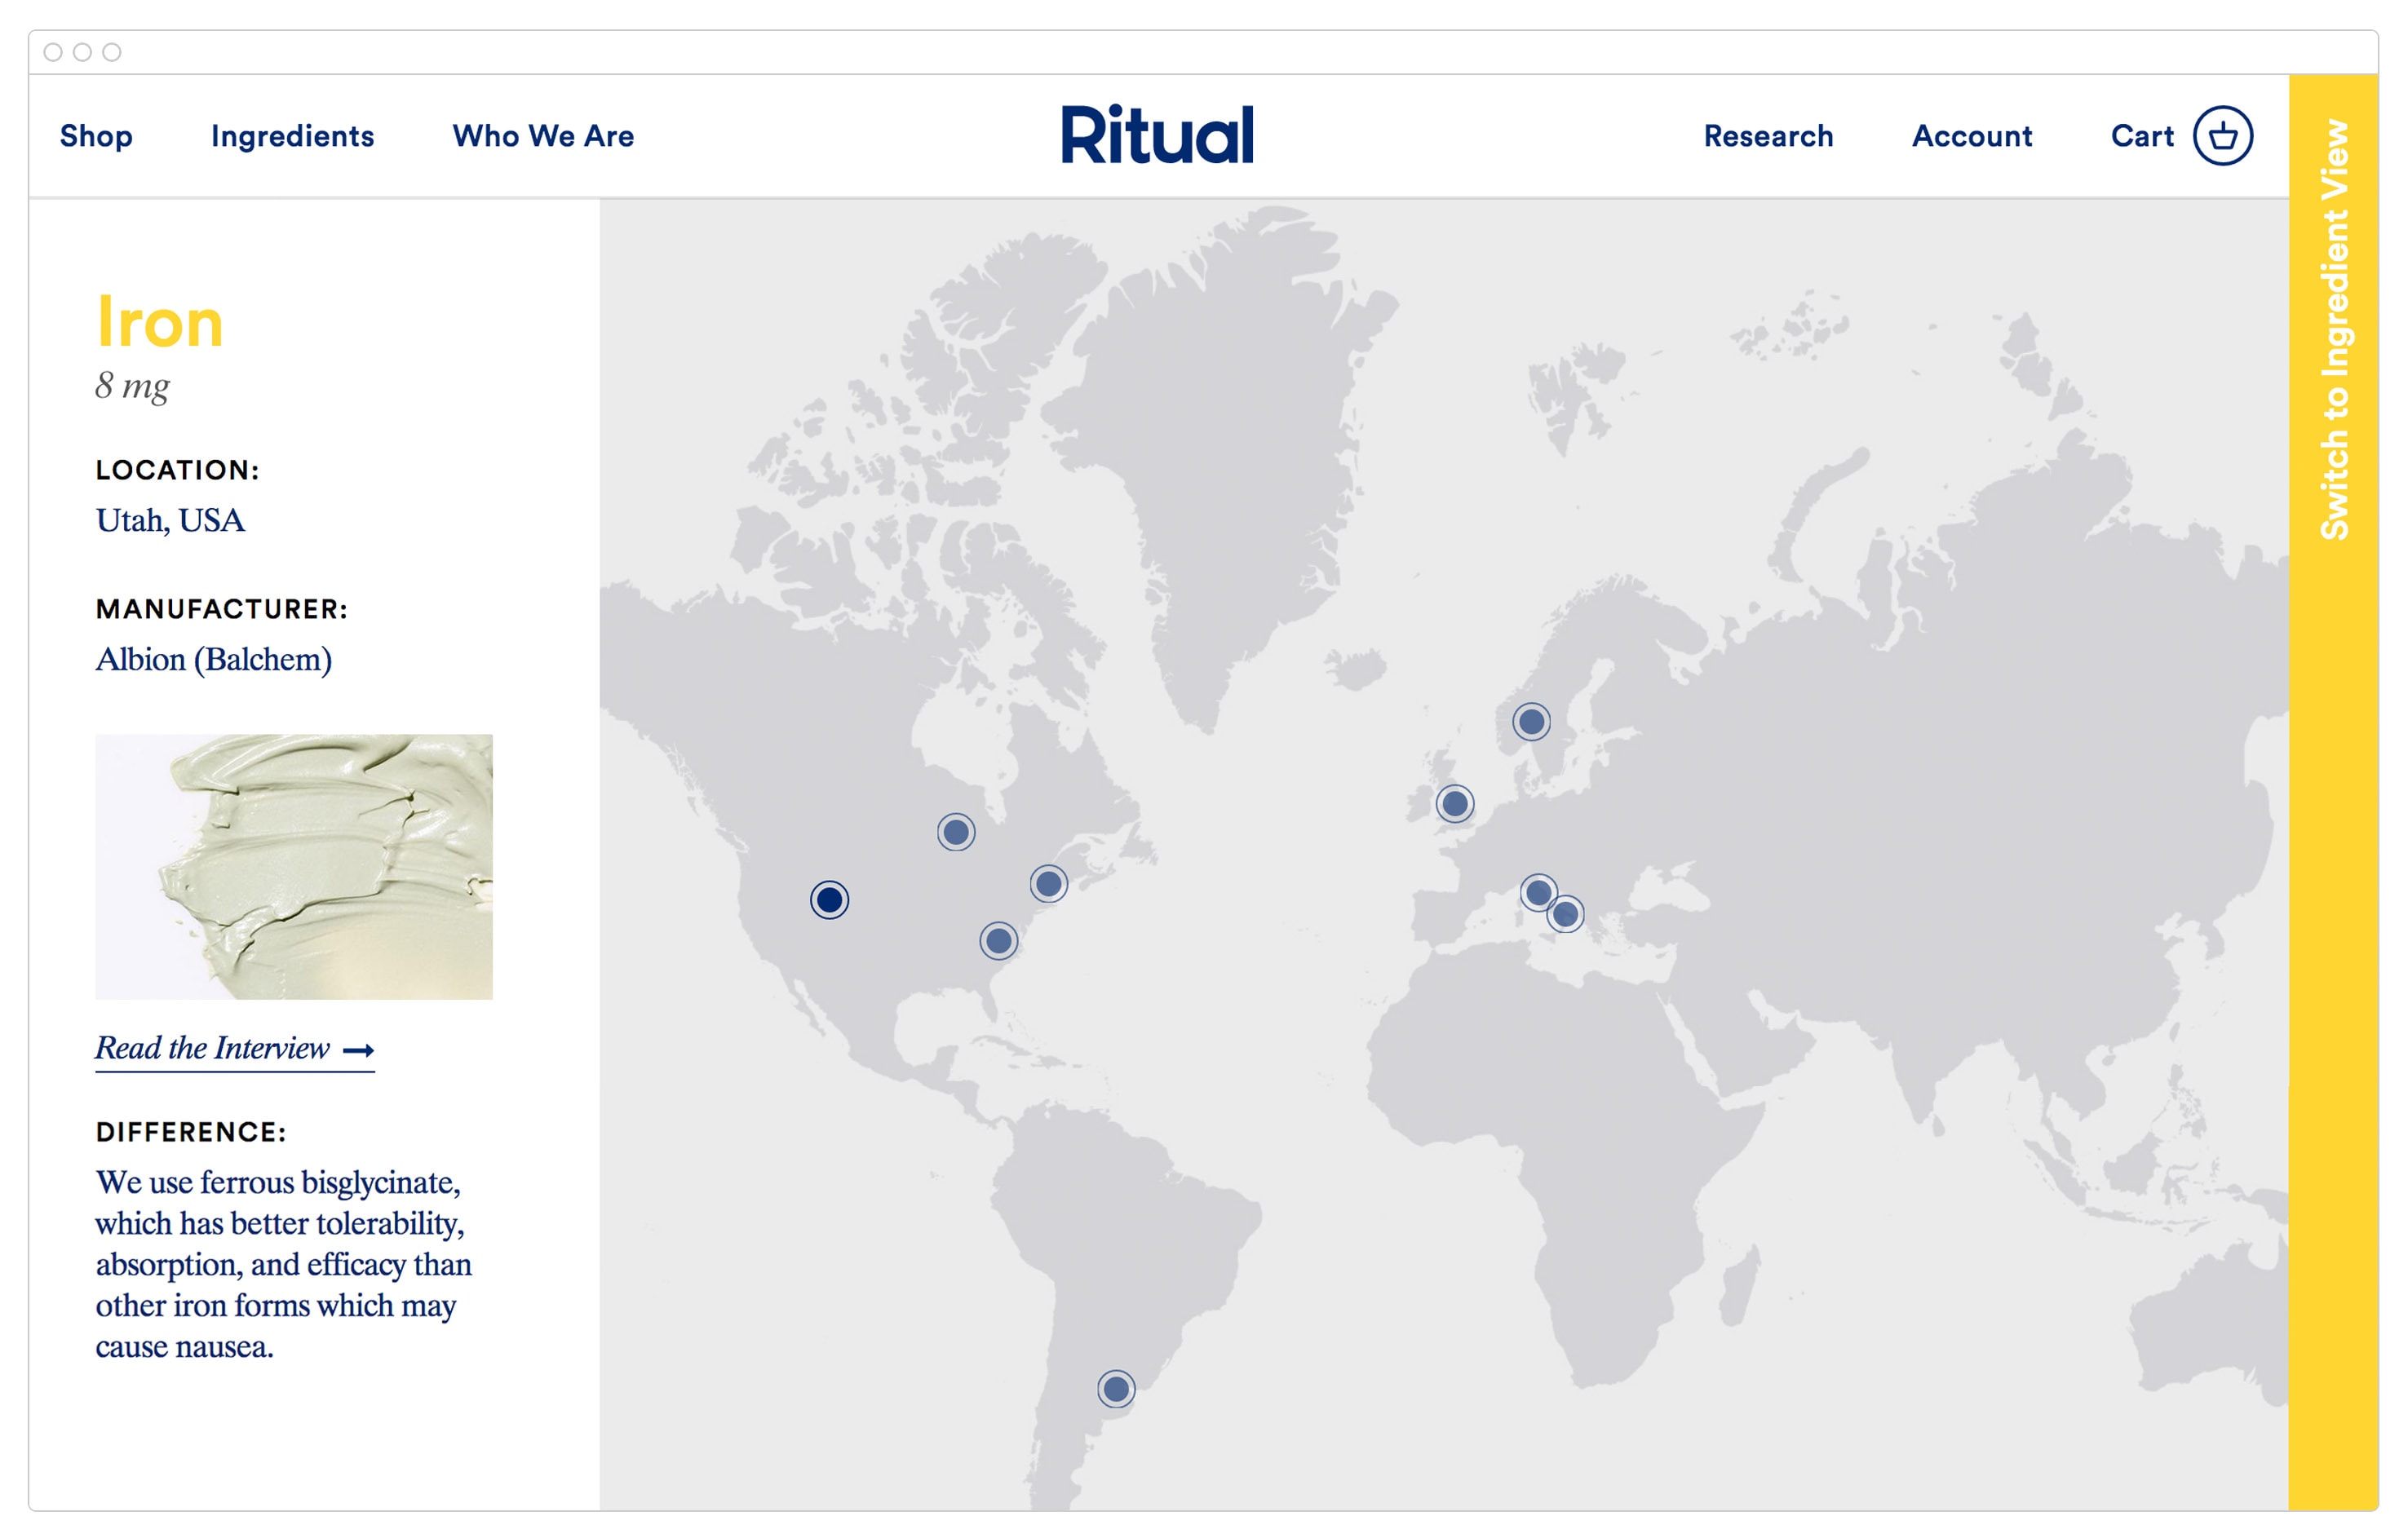 Shop
Ingredients
Who We Are
Ritual
Research
Account
Cart
Switch to Ingredient View
Iron
8 mg
LOCATION:
Utah, USA
MANUFACTURER:
Albion (Balchem)
Read the Interview →
DIFFERENCE:
We use ferrous bisglycinate,
which has better tolerability,
absorption, and efficacy than
other iron forms which may
cause nausea.